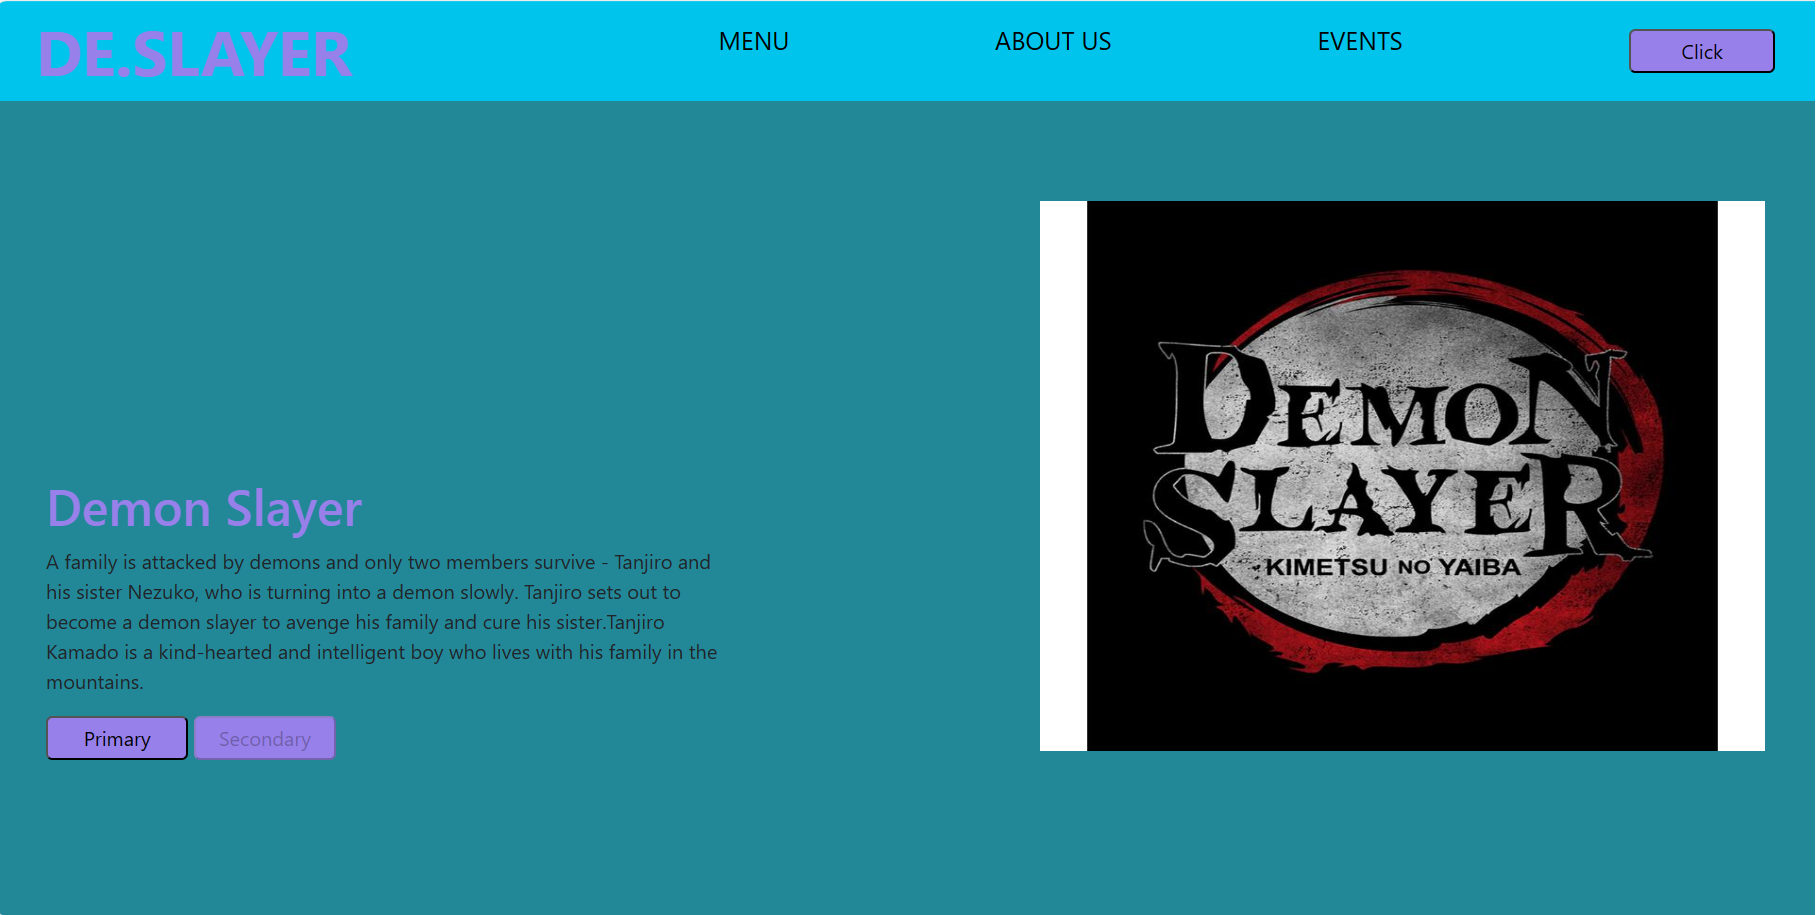 DE.SLAYER
MENU
ABOUT US
EVENTS
Click
Demon Slayer
A family is attacked by demons and only two members survive - Tanjiro and
his sister Nezuko, who is turning into a demon slowly. Tanjiro sets out to
become a demon slayer to avenge his family and cure his sister.Tanjiro
Kamado is a kind-hearted and intelligent boy who lives with his family in the
mountains.
Primary
Secondary
DEMON
SLAYER
KIMETSU NO YAIBA